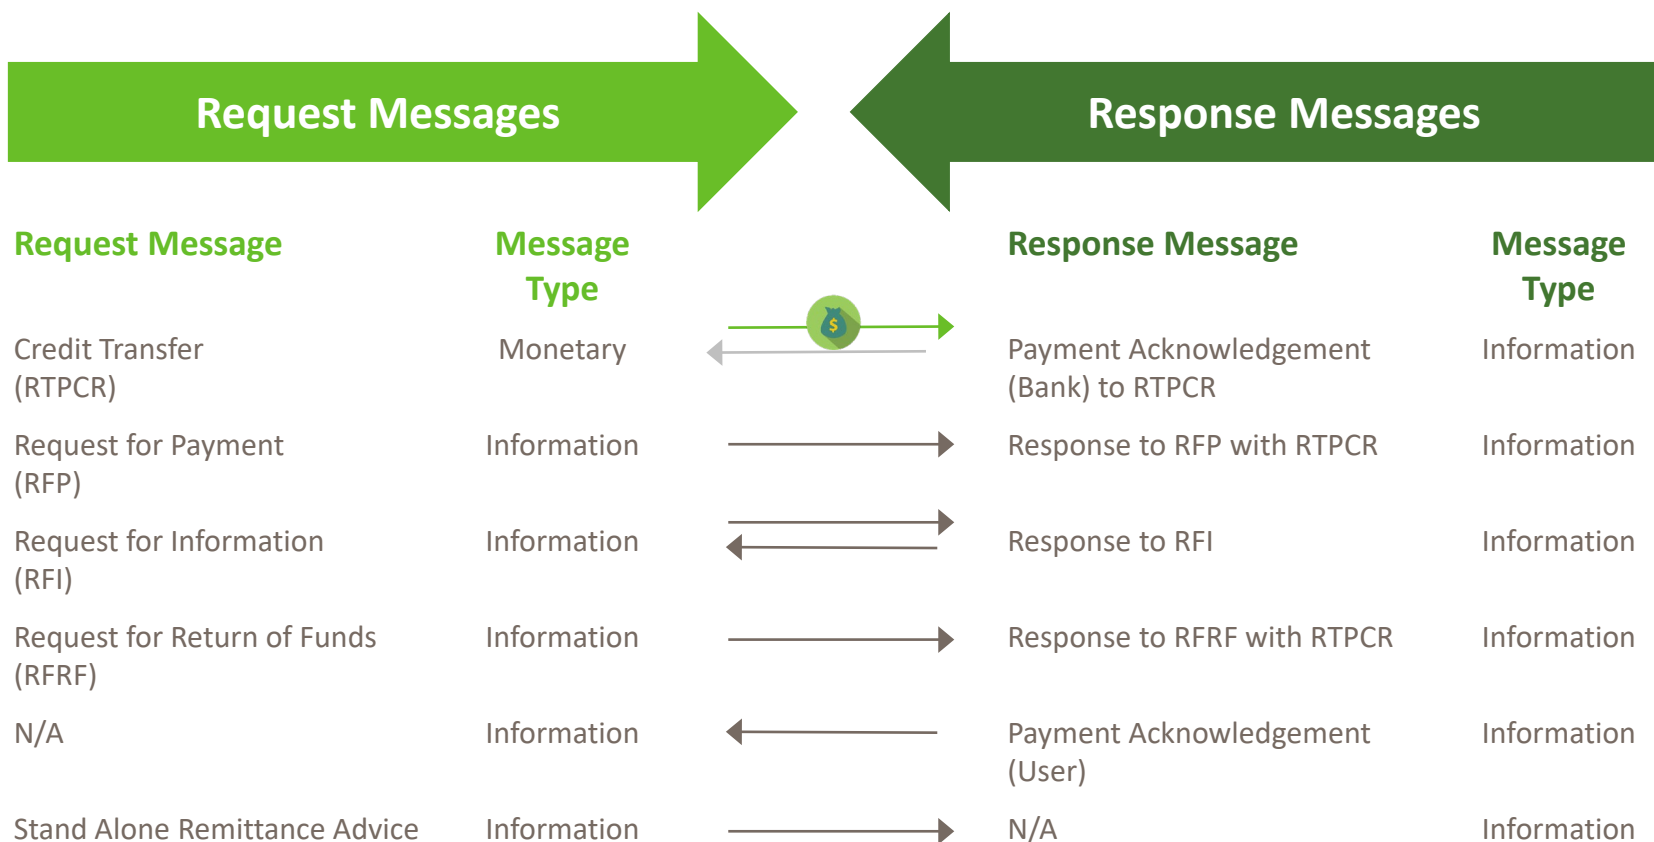 Request Messages
Response Messages
Request Message
Message
Type
Response Message
Message
Type
Credit Transfer
(RTPCR)
Monetary
$
Payment Acknowledgement
(Bank) to RTPCR
Information
Request for Payment
(RFP)
Information
Response to RFP with RTPCR
Information
Request for Information
(RFI)
Information
Response to RFI
Information
Request for Return of Funds
(RFRF)
Information
Response to RFRF with RTPCR
Information
N/A
Information
Payment Acknowledgement
(User)
Information
Stand Alone Remittance Advice
Information
N/A
Information